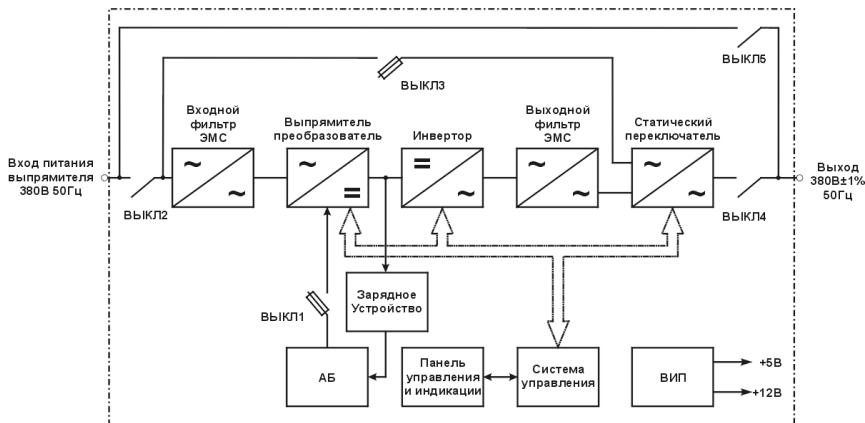 ВЫКЛ5
ВЫКЛ3
Входной
фильтр
ЭМС
Выпрямитель
преобразователь
Инвертор
Выходной
фильтр
ЭМС
Статический
переключатель
~
~
~
=
=
~
~
~
~
~
Вход питания
выпрямителя
380В 50Гц
ВЫКЛ2
ВЫКЛ4
Выход
380В±1%
50Гц
ВЫКЛ1
Зарядное
Устройство
АБ
Панель
управления
и индикации
Система
управления
ВИП
+5В
+12В